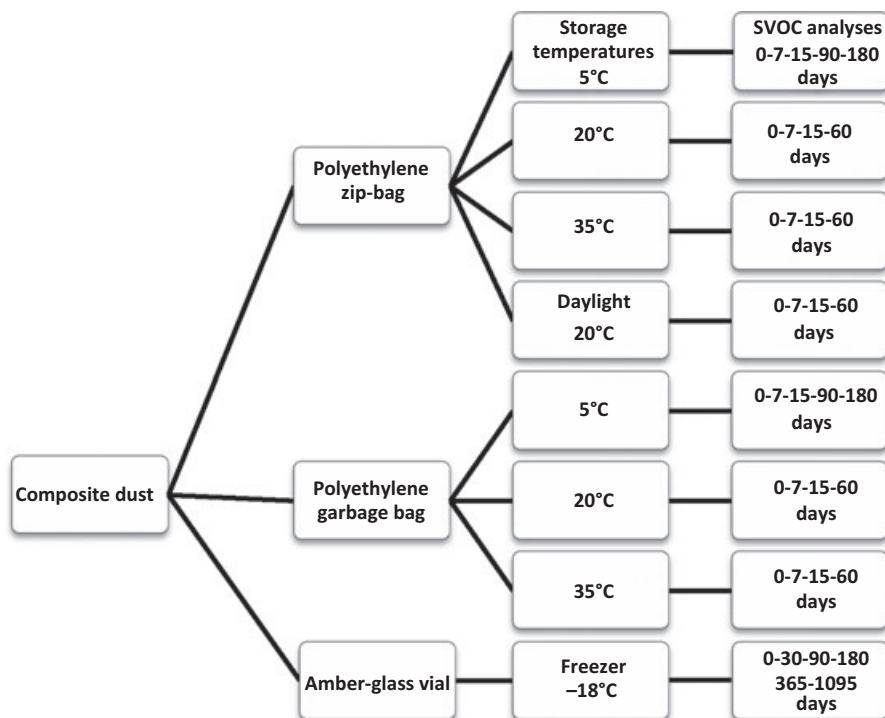 Storage
temperatures
5°C
SVOC analyses
0-7-15-90-180
days
20°C
0-7-15-60
days
Polyethylene
zip-bag
35°C
0-7-15-60
days
Daylight
20°C
0-7-15-60
days
5°C
0-7-15-90-180
days
Composite dust
Polyethylene
garbage bag
20°C
0-7-15-60
days
35°C
0-7-15-60
days
Amber-glass vial
Freezer
–18°C
0-30-90-180
365-1095
days